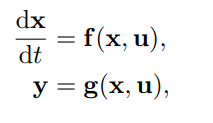 dx/dt = f(x, u),
y = g(x, u),